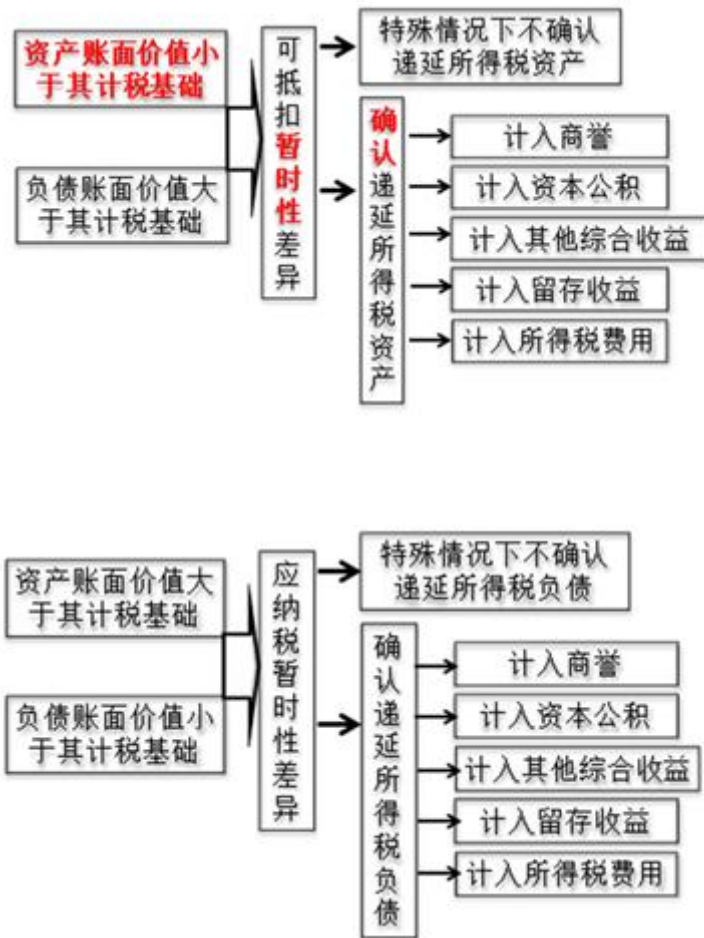 资产账面价值小
于其计税基础
负债账面价值大
于其计税基础
可抵扣暂时性差异
特殊情况下不确认
递延所得税资产
确认递延所得税资产
计入商誉
计入资本公积
计入其他综合收益
计入留存收益
计入所得税费用
资产账面价值大
于其计税基础
负债账面价值小
于其计税基础
应纳税暂时性差异
特殊情况下不确认
递延所得税负债
确认递延所得税负债
计入商誉
计入资本公积
计入其他综合收益
计入留存收益
计入所得税费用